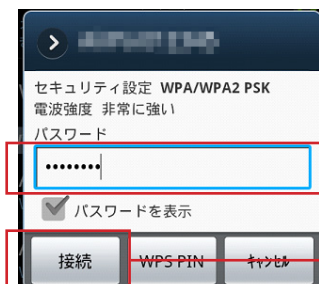 セキュリティ設定 WPA/WPA2 PSK
電波強度 非常に強い
パスワード
••••••••
パスワードを表示
接続 WPS PIN ｷｬﾝｾﾙ